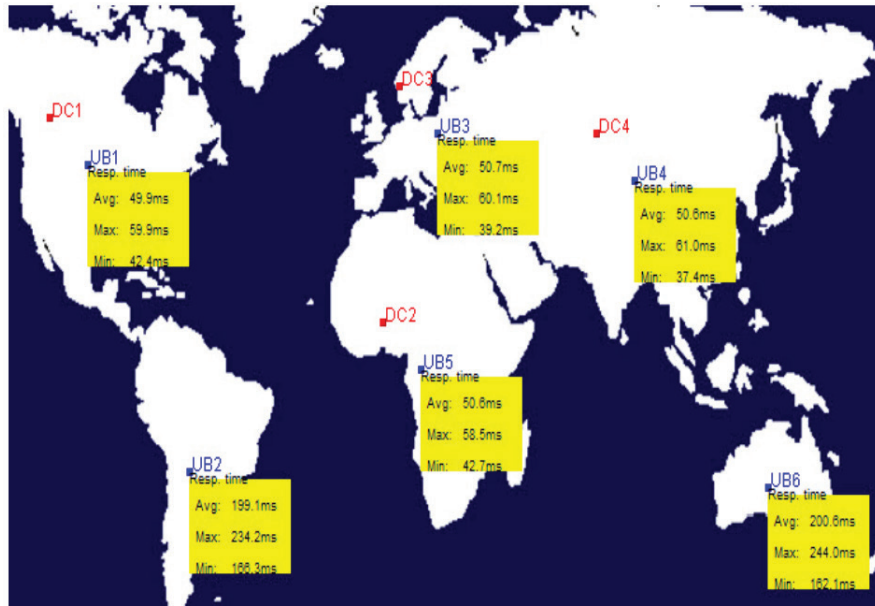 DC3
DC1
UB3
Resp. time
Avg: 50.7ms
Max: 60.1ms
Min: 39.2ms
DC4
UB1
Resp. time
Avg: 49.9ms
Max: 59.9ms
Min: 42.4ms
UB4
Resp. time
Avg: 50.6ms
Max: 61.0ms
Min: 37.4ms
DC2
UB5
Resp. time
Avg: 50.6ms
Max: 58.5ms
Min: 42.7ms
UB2
Resp. time
Avg: 199.1ms
Max: 234.2ms
Min: 166.3ms
UB6
Resp. time
Avg: 200.6ms
Max: 244.0ms
Min: 162.1ms